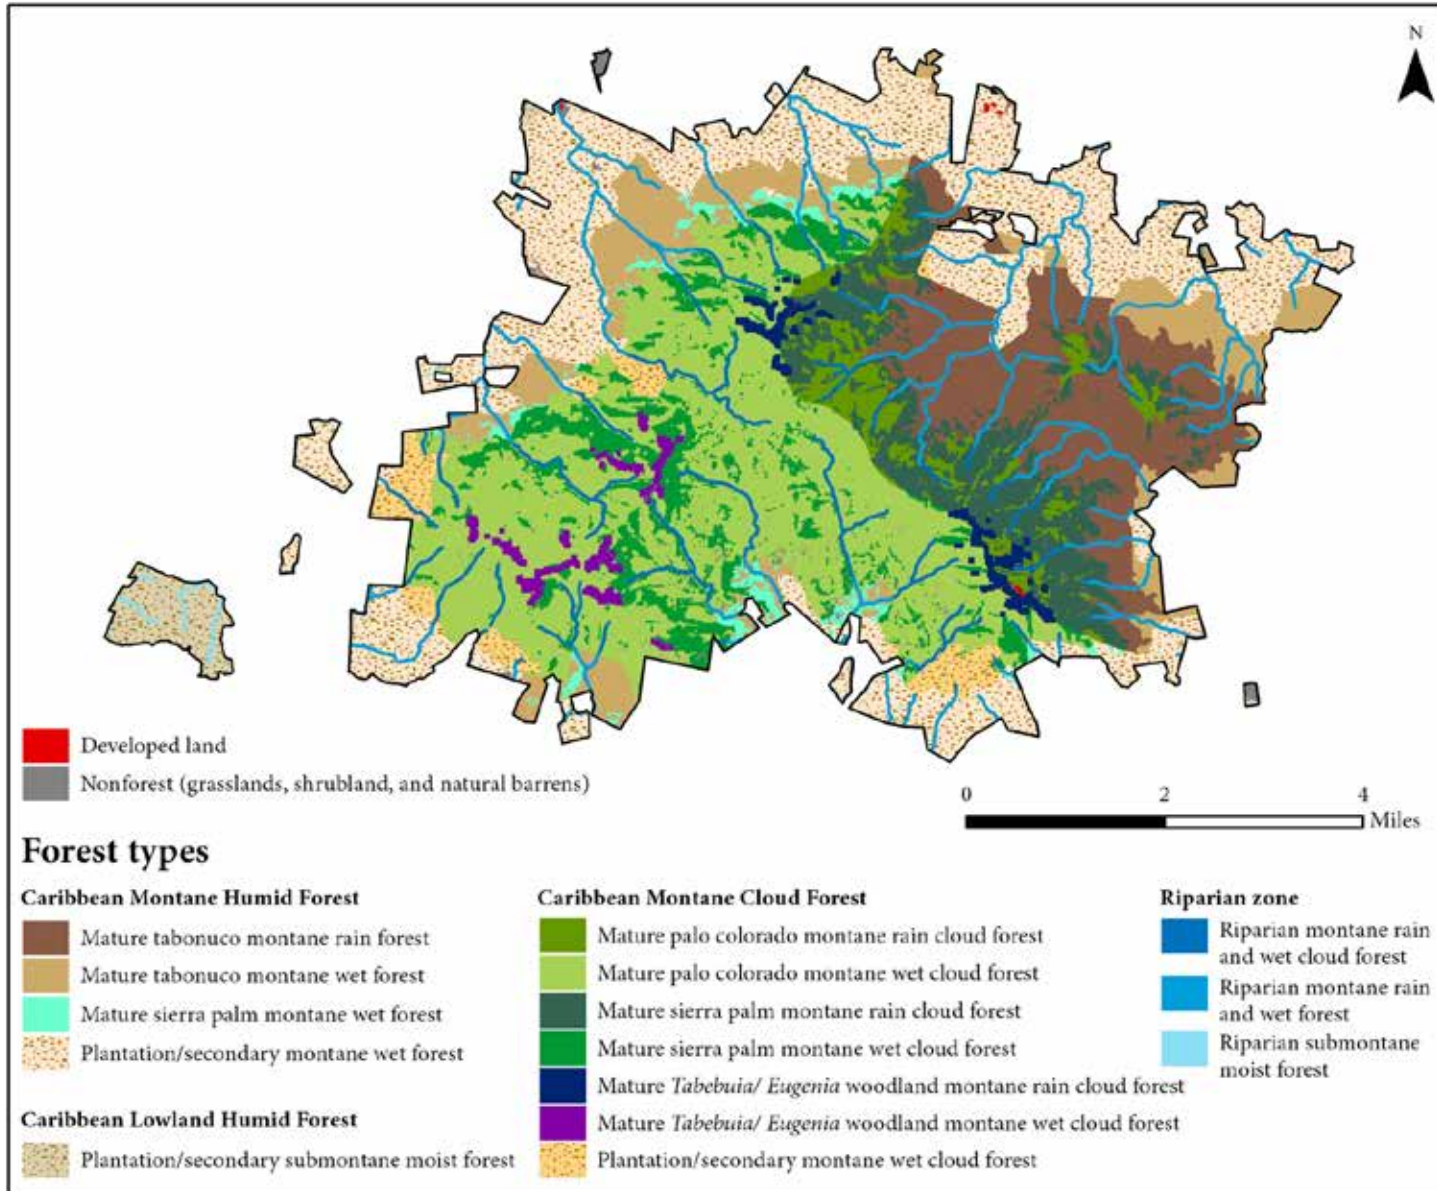 N
Developed land
Nonforest (grasslands, shrubland, and natural barrens)
0 2 4
Miles
Forest types
Caribbean Montane Humid Forest
Mature tabonuco montane rain forest
Mature tabonuco montane wet forest
Mature sierra palm montane wet forest
Plantation/secondary montane wet forest
Caribbean Lowland Humid Forest
Plantation/secondary submontane moist forest
Caribbean Montane Cloud Forest
Mature palo colorado montane rain cloud forest
Mature palo colorado montane wet cloud forest
Mature sierra palm montane rain cloud forest
Mature sierra palm montane wet cloud forest
Mature Tabebuia/ Eugenia woodland montane rain cloud forest
Mature Tabebuia/ Eugenia woodland montane wet cloud forest
Plantation/secondary montane wet cloud forest
Riparian zone
Riparian montane rain
and wet cloud forest
Riparian montane rain
and wet forest
Riparian submontane
moist forest